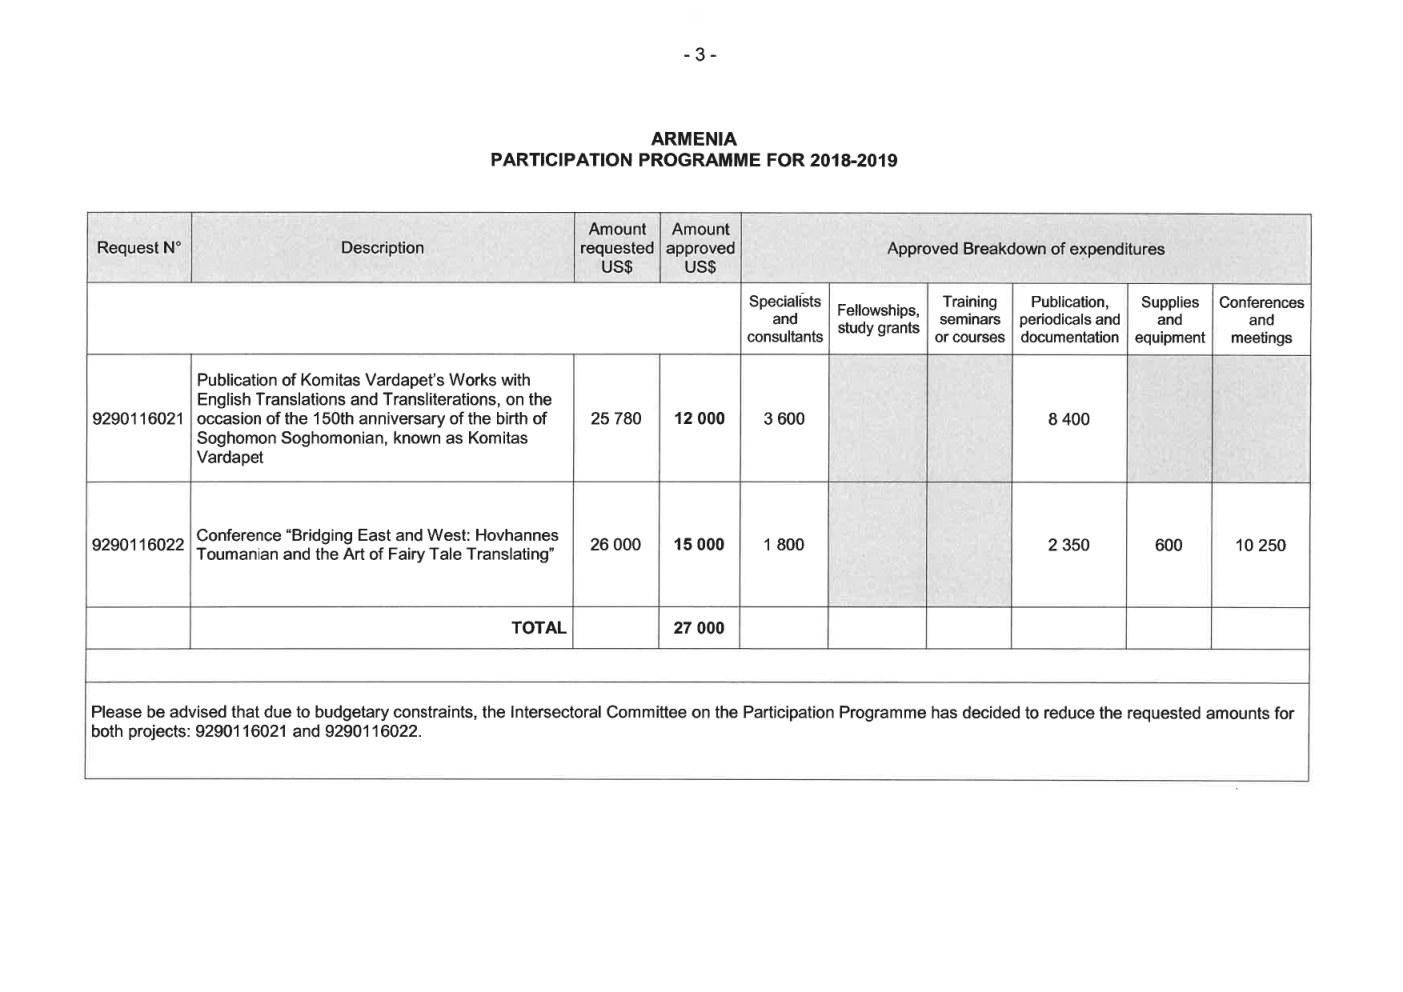 - 3 -
ARMENIA
PARTICIPATION PROGRAMME FOR 2018-2019
Request N°
Description
Amount
requested
US$
Amount
approved
US$
Approved Breakdown of expenditures
Specialists
and
consultants
Fellowships,
study grants
Training
seminars
or courses
Publication,
periodicals and
documentation
Supplies
and
equipment
Conferences
and
meetings
9290116021
Publication of Komitas Vardapet's Works with
English Translations and Transliterations, on the
occasion of the 150th anniversary of the birth of
Soghomon Soghomonian, known as Komitas
Vardapet
25 780
12 000
3 600
8 400
9290116022
Conference “Bridging East and West: Hovhannes
Toumanian and the Art of Fairy Tale Translating”
26 000
15 000
1 800
2 350
600
10 250
TOTAL
27 000
Please be advised that due to budgetary constraints, the Intersectoral Committee on the Participation Programme has decided to reduce the requested amounts for
both projects: 9290116021 and 9290116022.